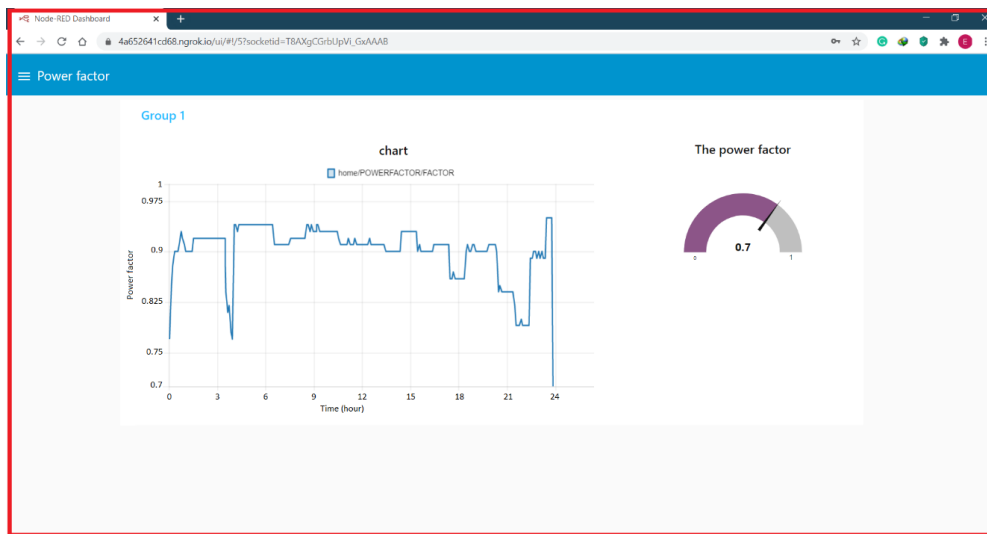 Node-RED Dashboard
4a652641cd68.ngrok.io/ui/#!/5?socketid=T8AXgCGrbUpVi_GxAAAB
E
Power factor
Group 1
chart
home/POWERFACTOR/FACTOR
1
0.975
0.9
0.825
0.75
0.7
Power factor
0 3 6 9 12 15 18 21 24
Time (hour)
The power factor
0.7
0 1